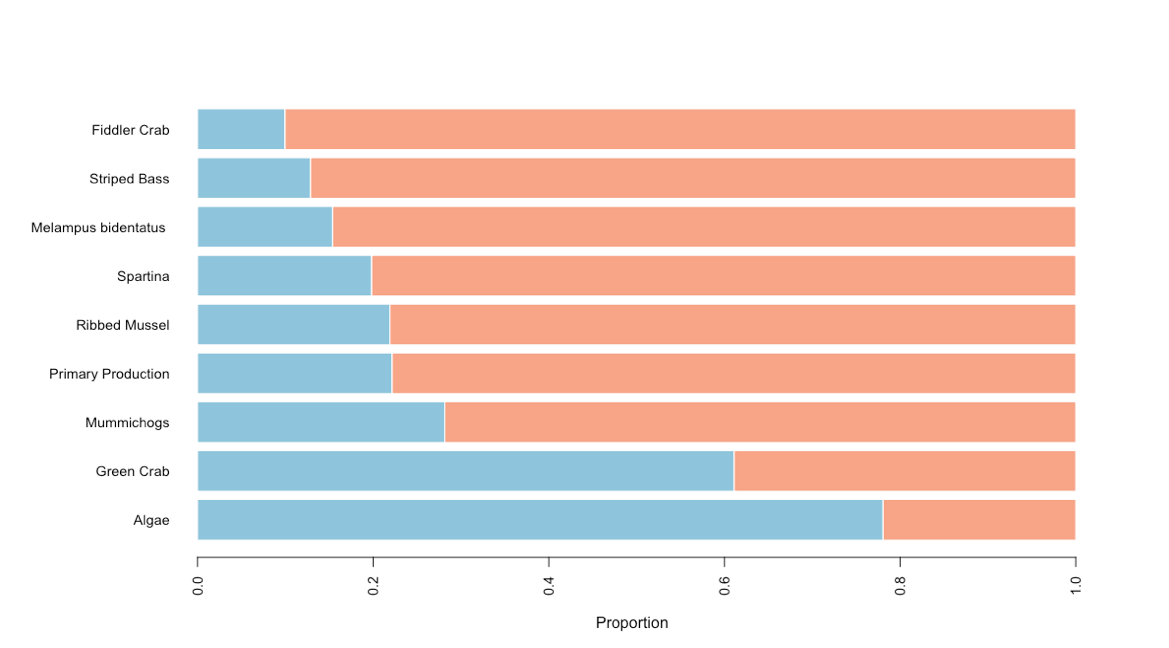 Fiddler Crab
Striped Bass
Melampus bidentatus
Spartina
Ribbed Mussel
Primary Production
Mummichogs
Green Crab
Algae
0.0 0.2 0.4 0.6 0.8 1.0
Proportion